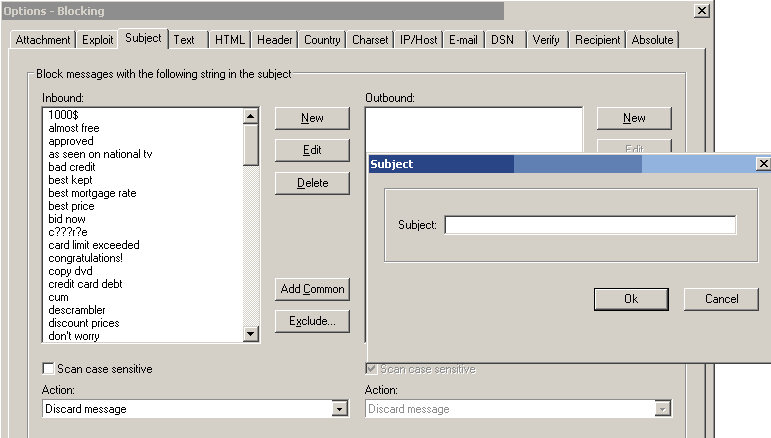 Options - Blocking
Attachment Exploit Subject Text HTML Header Country Charset IP/Host E-mail DSN Verify Recipient Absolute
Block messages with the following string in the subject
Inbound:
1000$
almost free
approved
as seen on national tv
bad credit
best kept
best mortgage rate
best price
bid now
c???r?e
card limit exceeded
congratulations!
copy dvd
credit card debt
cum
descrambler
discount prices
don't worry
New
Edit
Delete
Add Common
Exclude...
Scan case sensitive
Action:
Discard message
Outbound:
New
Edit
Subject
Subject:
Ok Cancel
Scan case sensitive
Action:
Discard message